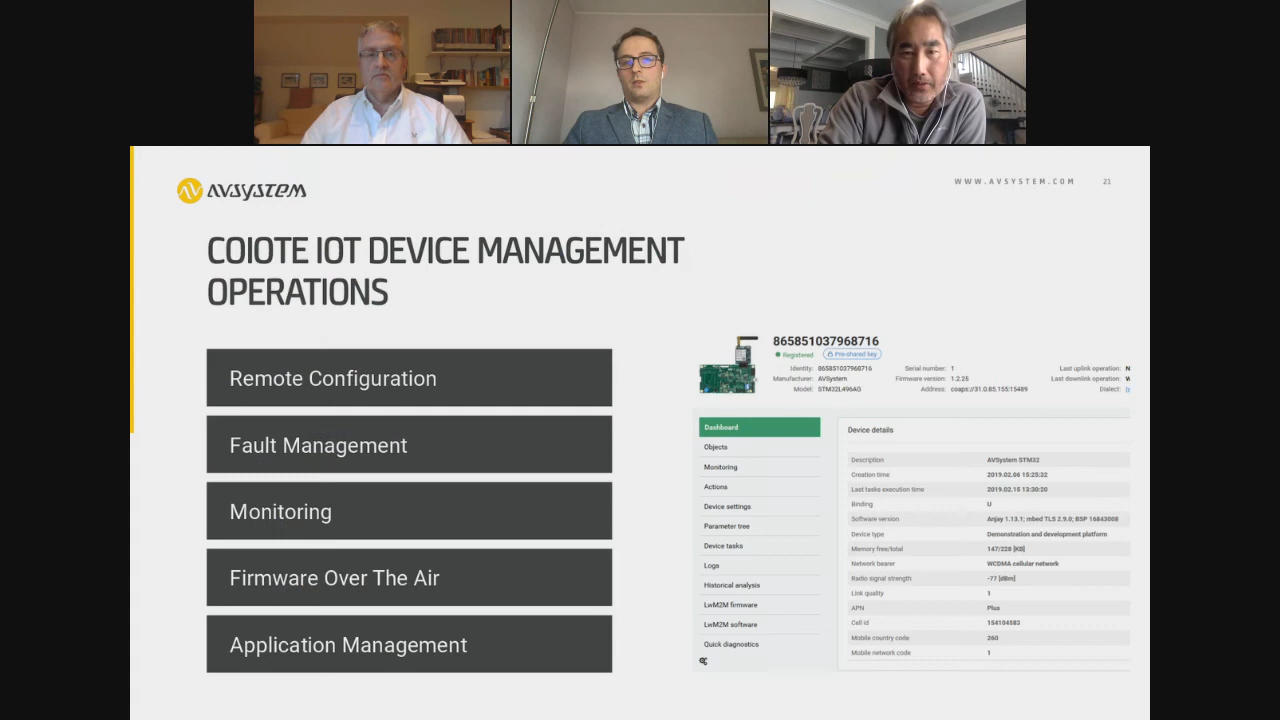 AVSYSTEM
WWW.AVSYSTEM.COM 21
COIOTE IOT DEVICE MANAGEMENT
OPERATIONS
Remote Configuration
Fault Management
Monitoring
Firmware Over The Air
Application Management
865851037968716
Registered Pre-shared key
Identity: 865851037968716 Serial number: 1 Last uplink operation: N
Manufacturer: AVSystem Firmware version: 1.2.25 Last downlink operation:
Model: STM32L496AG Address: coaps://31.0.85.155:15489 Dialect:
Dashboard
Objects
Monitoring
Actions
Device settings
Parameter tree
Device tasks
Logs
Historical analysis
LwM2M firmware
LwM2M software
Quick diagnostics
Device details
Description AVSystem STM32
Creation time 2019.02.06 15:25:32
Last tasks execution time 2019.02.15 13:30:20
Binding U
Software version Anjay 1.13.1; mbed TLS 2.9.0; BSP 16843008
Device type Demonstration and development platform
Memory free/total 147/228 [KB]
Network bearer WCDMA cellular network
Radio signal strength -77 [dBm]
Link quality 1
APN Plus
Cell id 154104583
Mobile country code 260
Mobile network code 1